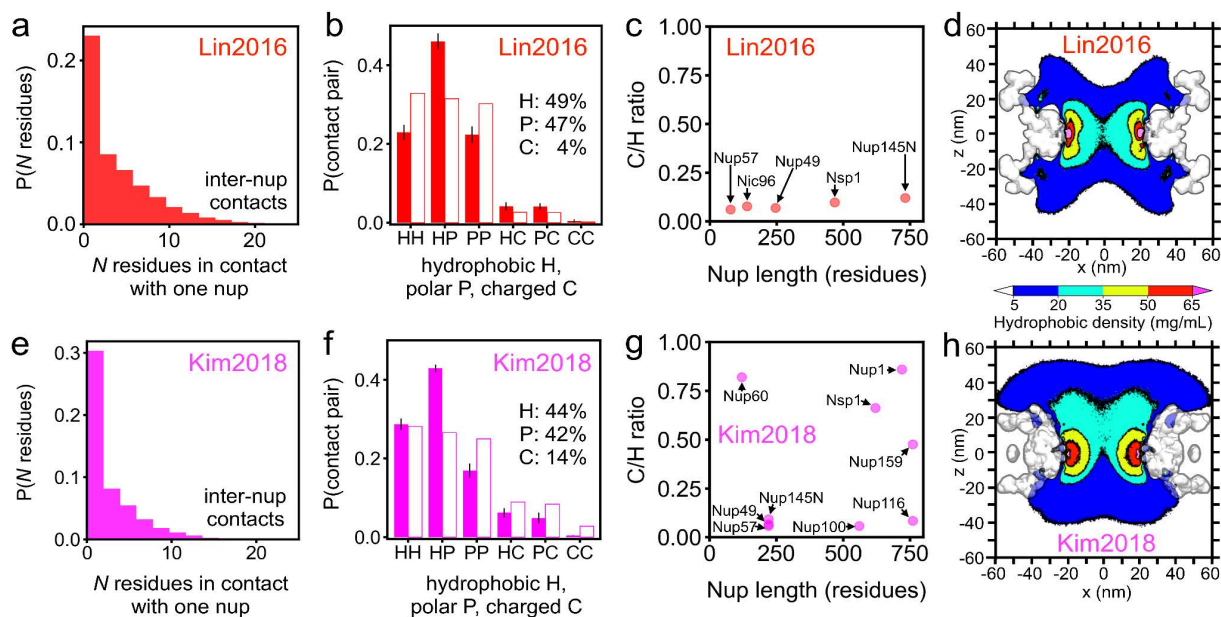 a
Lin2016
P(N residues)
0.2
0.1
0.0
inter-nup
contacts
0 10 20
N residues in contact
with one nup
b
Lin2016
P(contact pair)
0.4
0.2
0.0
H: 49%
P: 47%
C: 4%
HH HP PP HC PC CC
hydrophobic H,
polar P, charged C
c
Lin2016
C/H ratio
1.00
0.75
0.50
0.25
0.00
Nup57
Nic96
Nup49
Nsp1
Nup145N
0 250 500 750
Nup length (residues)
d
Lin2016
z (nm)
60
40
20
0
-20
-40
-60
-60 -40 -20 0 20 40 60
x (nm)
5 20 35 50 65
Hydrophobic density (mg/mL)
e
Kim2018
P(N residues)
0.3
0.2
0.1
0.0
inter-nup
contacts
0 10 20
N residues in contact
with one nup
f
Kim2018
P(contact pair)
0.4
0.2
0.0
H: 44%
P: 42%
C: 14%
HH HP PP HC PC CC
hydrophobic H,
polar P, charged C
g
C/H ratio
1.00
0.75
0.50
0.25
0.00
Nup1
Nup60
Nsp1
Kim2018
Nup159
Nup145N
Nup49
Nup57
Nup100
Nup116
0 250 500 750
Nup length (residues)
h
z (nm)
60
40
20
0
-20
-40
-60
Kim2018
-60 -40 -20 0 20 40 60
x (nm)